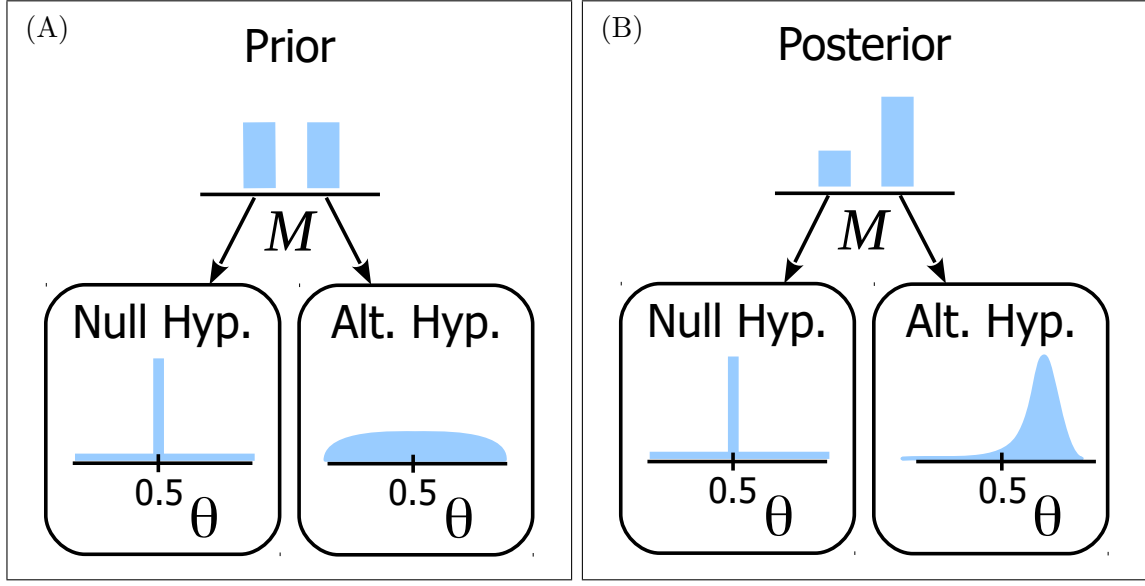 (A)
Prior
M
Null Hyp.
0.5
θ
Alt. Hyp.
0.5
θ
(B)
Posterior
M
Null Hyp.
0.5
θ
Alt. Hyp.
0.5
θ